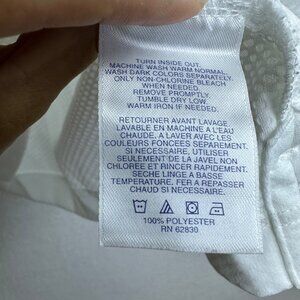 TURN INSIDE OUT.
MACHINE WASH WARM NORMAL.
WASH DARK COLORS SEPARATELY.
ONLY NON-CHLORINE BLEACH
WHEN NEEDED.
REMOVE PROMPTLY.
TUMBLE DRY LOW.
WARM IRON IF NEEDED.
RETOURNER AVANT LAVAGE
LAVABLE EN MACHINE A L'EAU
CHAUDE. A LAVER AVEC LES
COULEURS FONCÉES SEPAREMENT.
SI NECESSAIRE, UTILISER
SEULEMENT DE LA JAVEL NON
CHLOREE ET RINCER RAPIDEMENT.
SECHE LINGE A BASSE
TEMPERATURE. FER A REPASSER
CHAUD SI NECESSAIRE.
100% POLYESTER
RN 62839